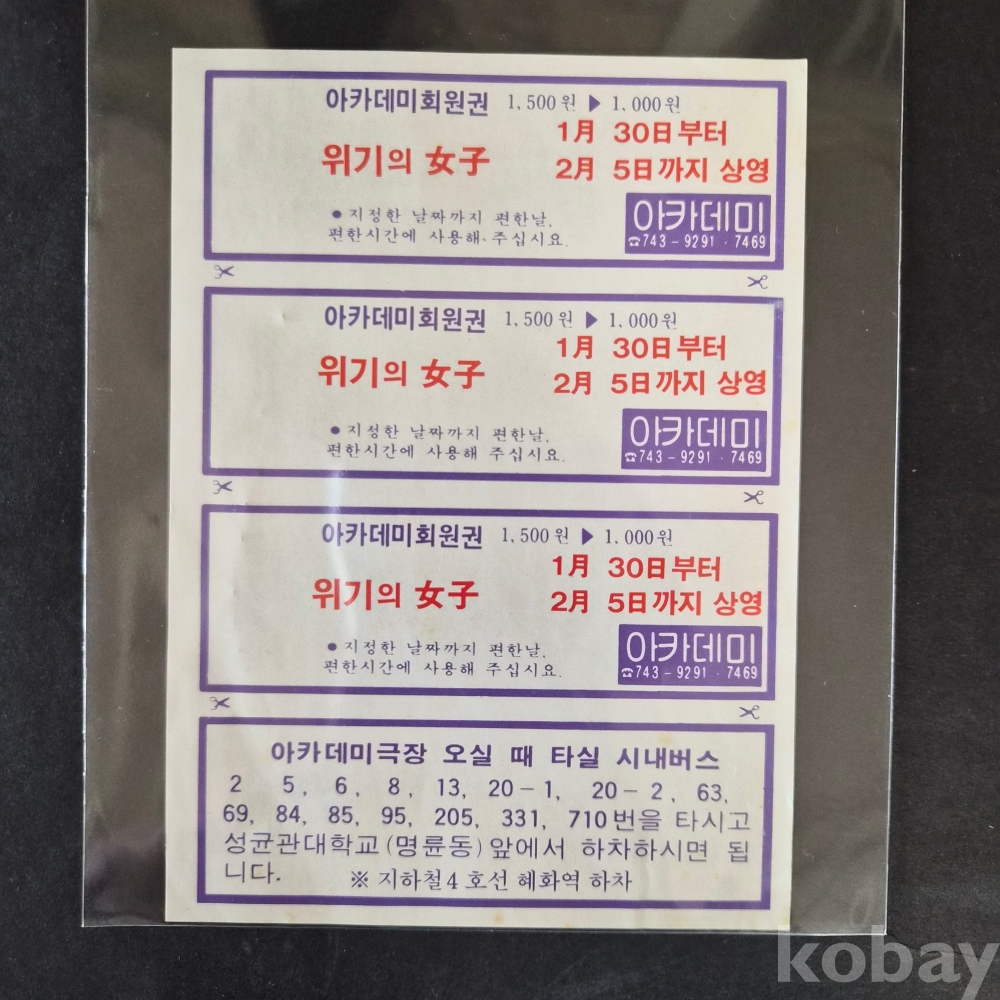 아카데미회원권 1,500원 ▶ 1,000원
1月 30日부터
위기의 女子 2月 5日까지 상영
● 지정한 날짜까지 편한날,
편한시간에 사용해 주십시요.
아카데미
☎743-9291·7469
아카데미회원권 1,500원 ▶ 1,000원
1月 30日부터
위기의 女子 2月 5日까지 상영
● 지정한 날짜까지 편한날,
편한시간에 사용해 주십시요.
아카데미
☎743-9291·7469
아카데미회원권 1,500원 ▶ 1,000원
1月 30日부터
위기의 女子 2月 5日까지 상영
● 지정한 날짜까지 편한날,
편한시간에 사용해 주십시요.
아카데미
☎743-9291·7469
아카데미극장 오실 때 타실 시내버스
2 5, 6, 8, 13, 20-1, 20-2, 63,
69, 84, 85, 95, 205, 331, 710번을 타시고
성균관대학교(명륜동)앞에서 하차하시면 됩
니다. ※ 지하철4호선 혜화역 하차
kobay